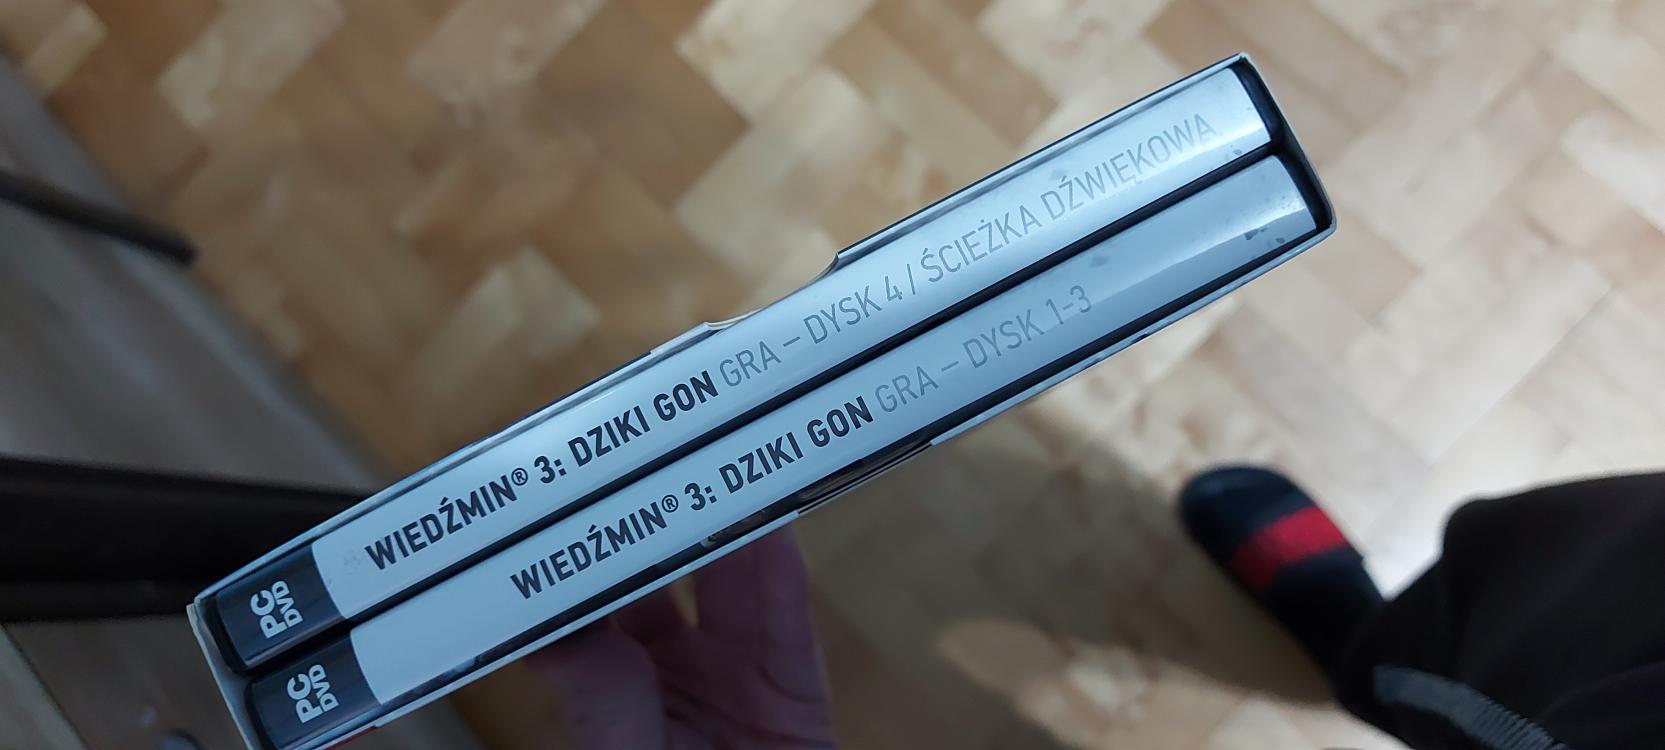 PC
DVD
WIEDŹMIN® 3: DZIKI GON GRA – DYSK 4 / ŚCIEŻKA DŹWIĘKOWA
PC
DVD
WIEDŹMIN® 3: DZIKI GON GRA – DYSK 1-3